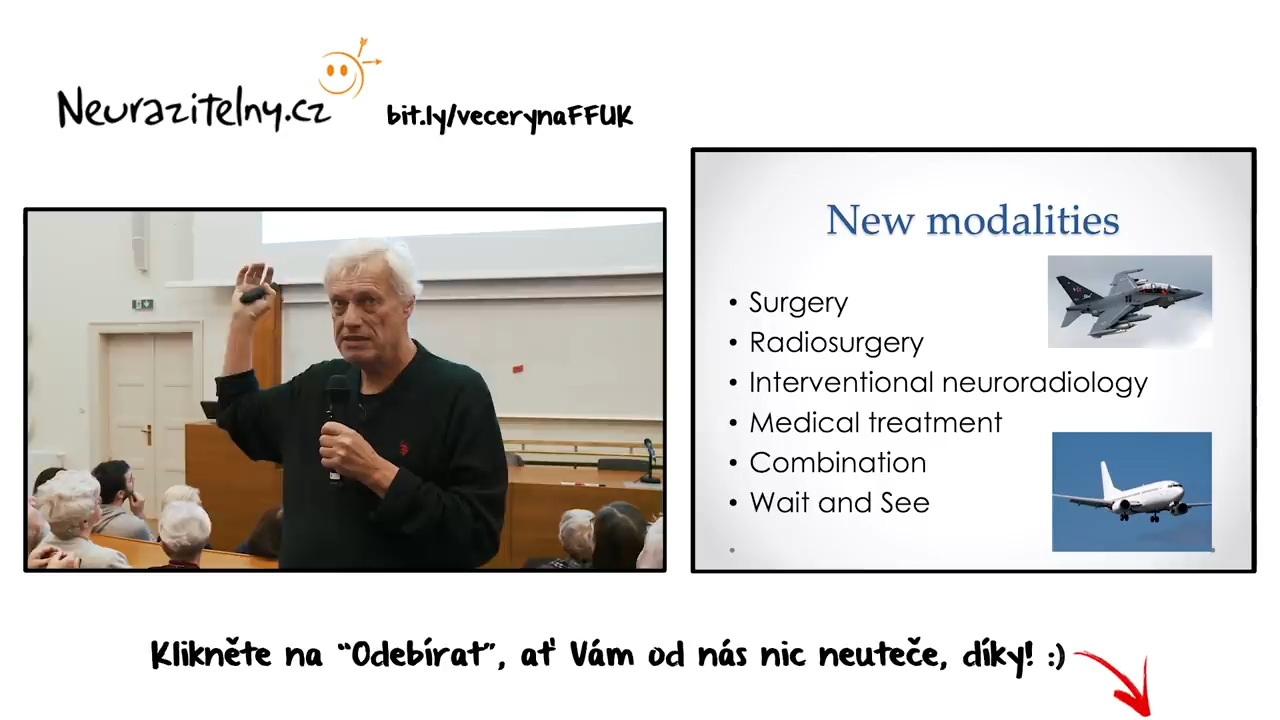 Neurazitelny.cz
bit.ly/vecerynaFFUK
New modalities
• Surgery
• Radiosurgery
• Interventional neuroradiology
• Medical treatment
• Combination
• Wait and See
Klikněte na “Odebírat”, ať Vám od nás nic neuteče, díky! :)